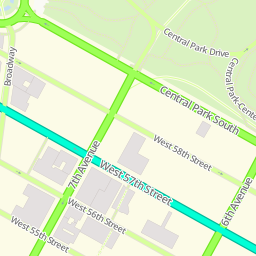 Central Park Drive
Central Park-Center
Broadway
Central Park South
West 58th Street
7th Avenue
West 57th Street
6th Avenue
West 56th Street
West 55th Street